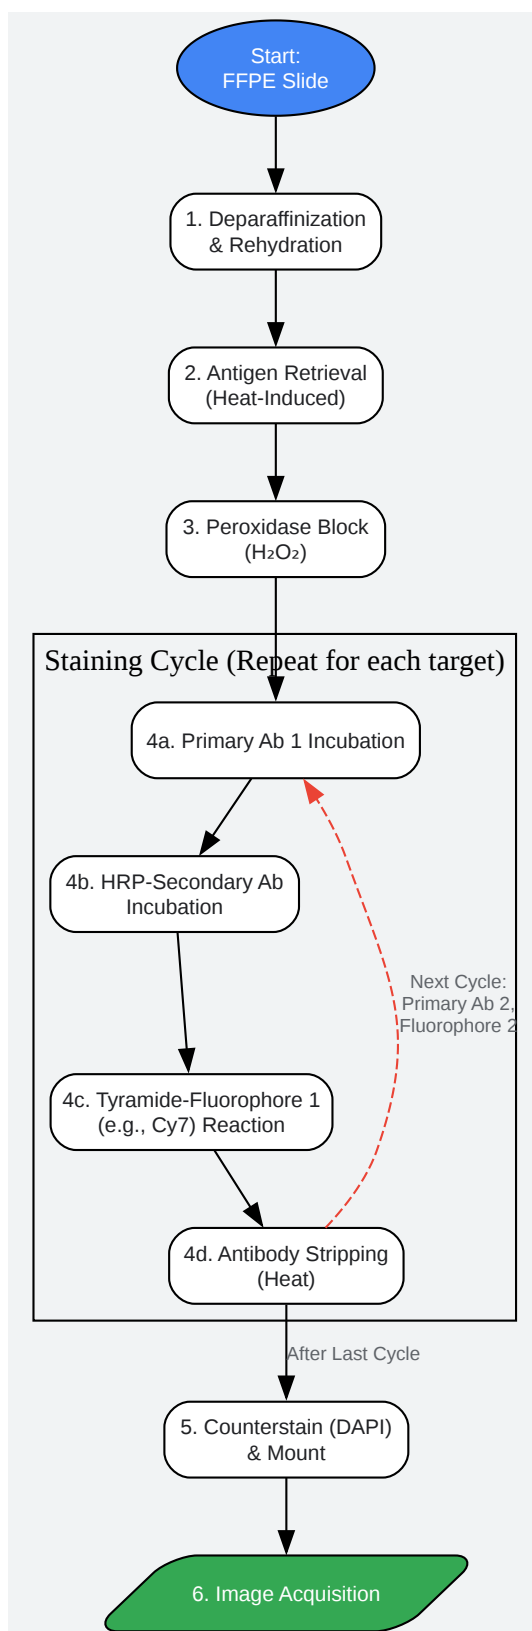 Start:
FFPE Slide
1. Deparaffinization
& Rehydration
2. Antigen Retrieval
(Heat-Induced)
3. Peroxidase Block
(H₂O₂)
Staining Cycle (Repeat for each target)
4a. Primary Ab 1 Incubation
4b. HRP-Secondary Ab
Incubation
Next Cycle:
Primary Ab 2,
Fluorophore 2
4c. Tyramide-Fluorophore 1
(e.g., Cy7) Reaction
4d. Antibody Stripping
(Heat)
After Last Cycle
5. Counterstain (DAPI)
& Mount
6. Image Acquisition